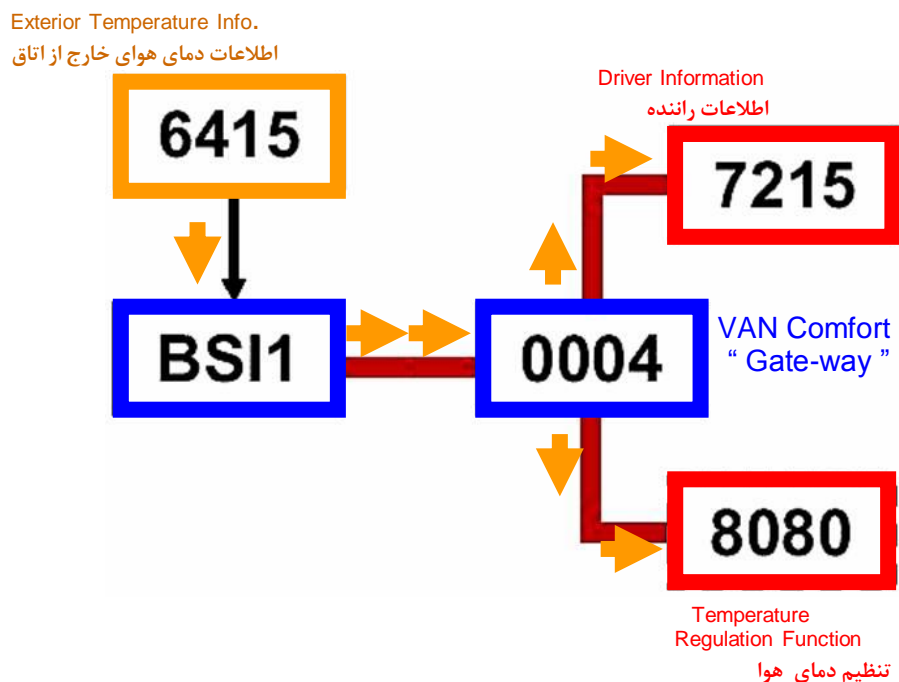 Exterior Temperature Info.
اطلاعات دمای هوای خارج از اتاق
6415
Driver Information
اطلاعات راننده
7215
BSI1
0004
VAN Comfort
“ Gate-way ”
8080
Temperature
Regulation Function
تنظیم دمای هوا